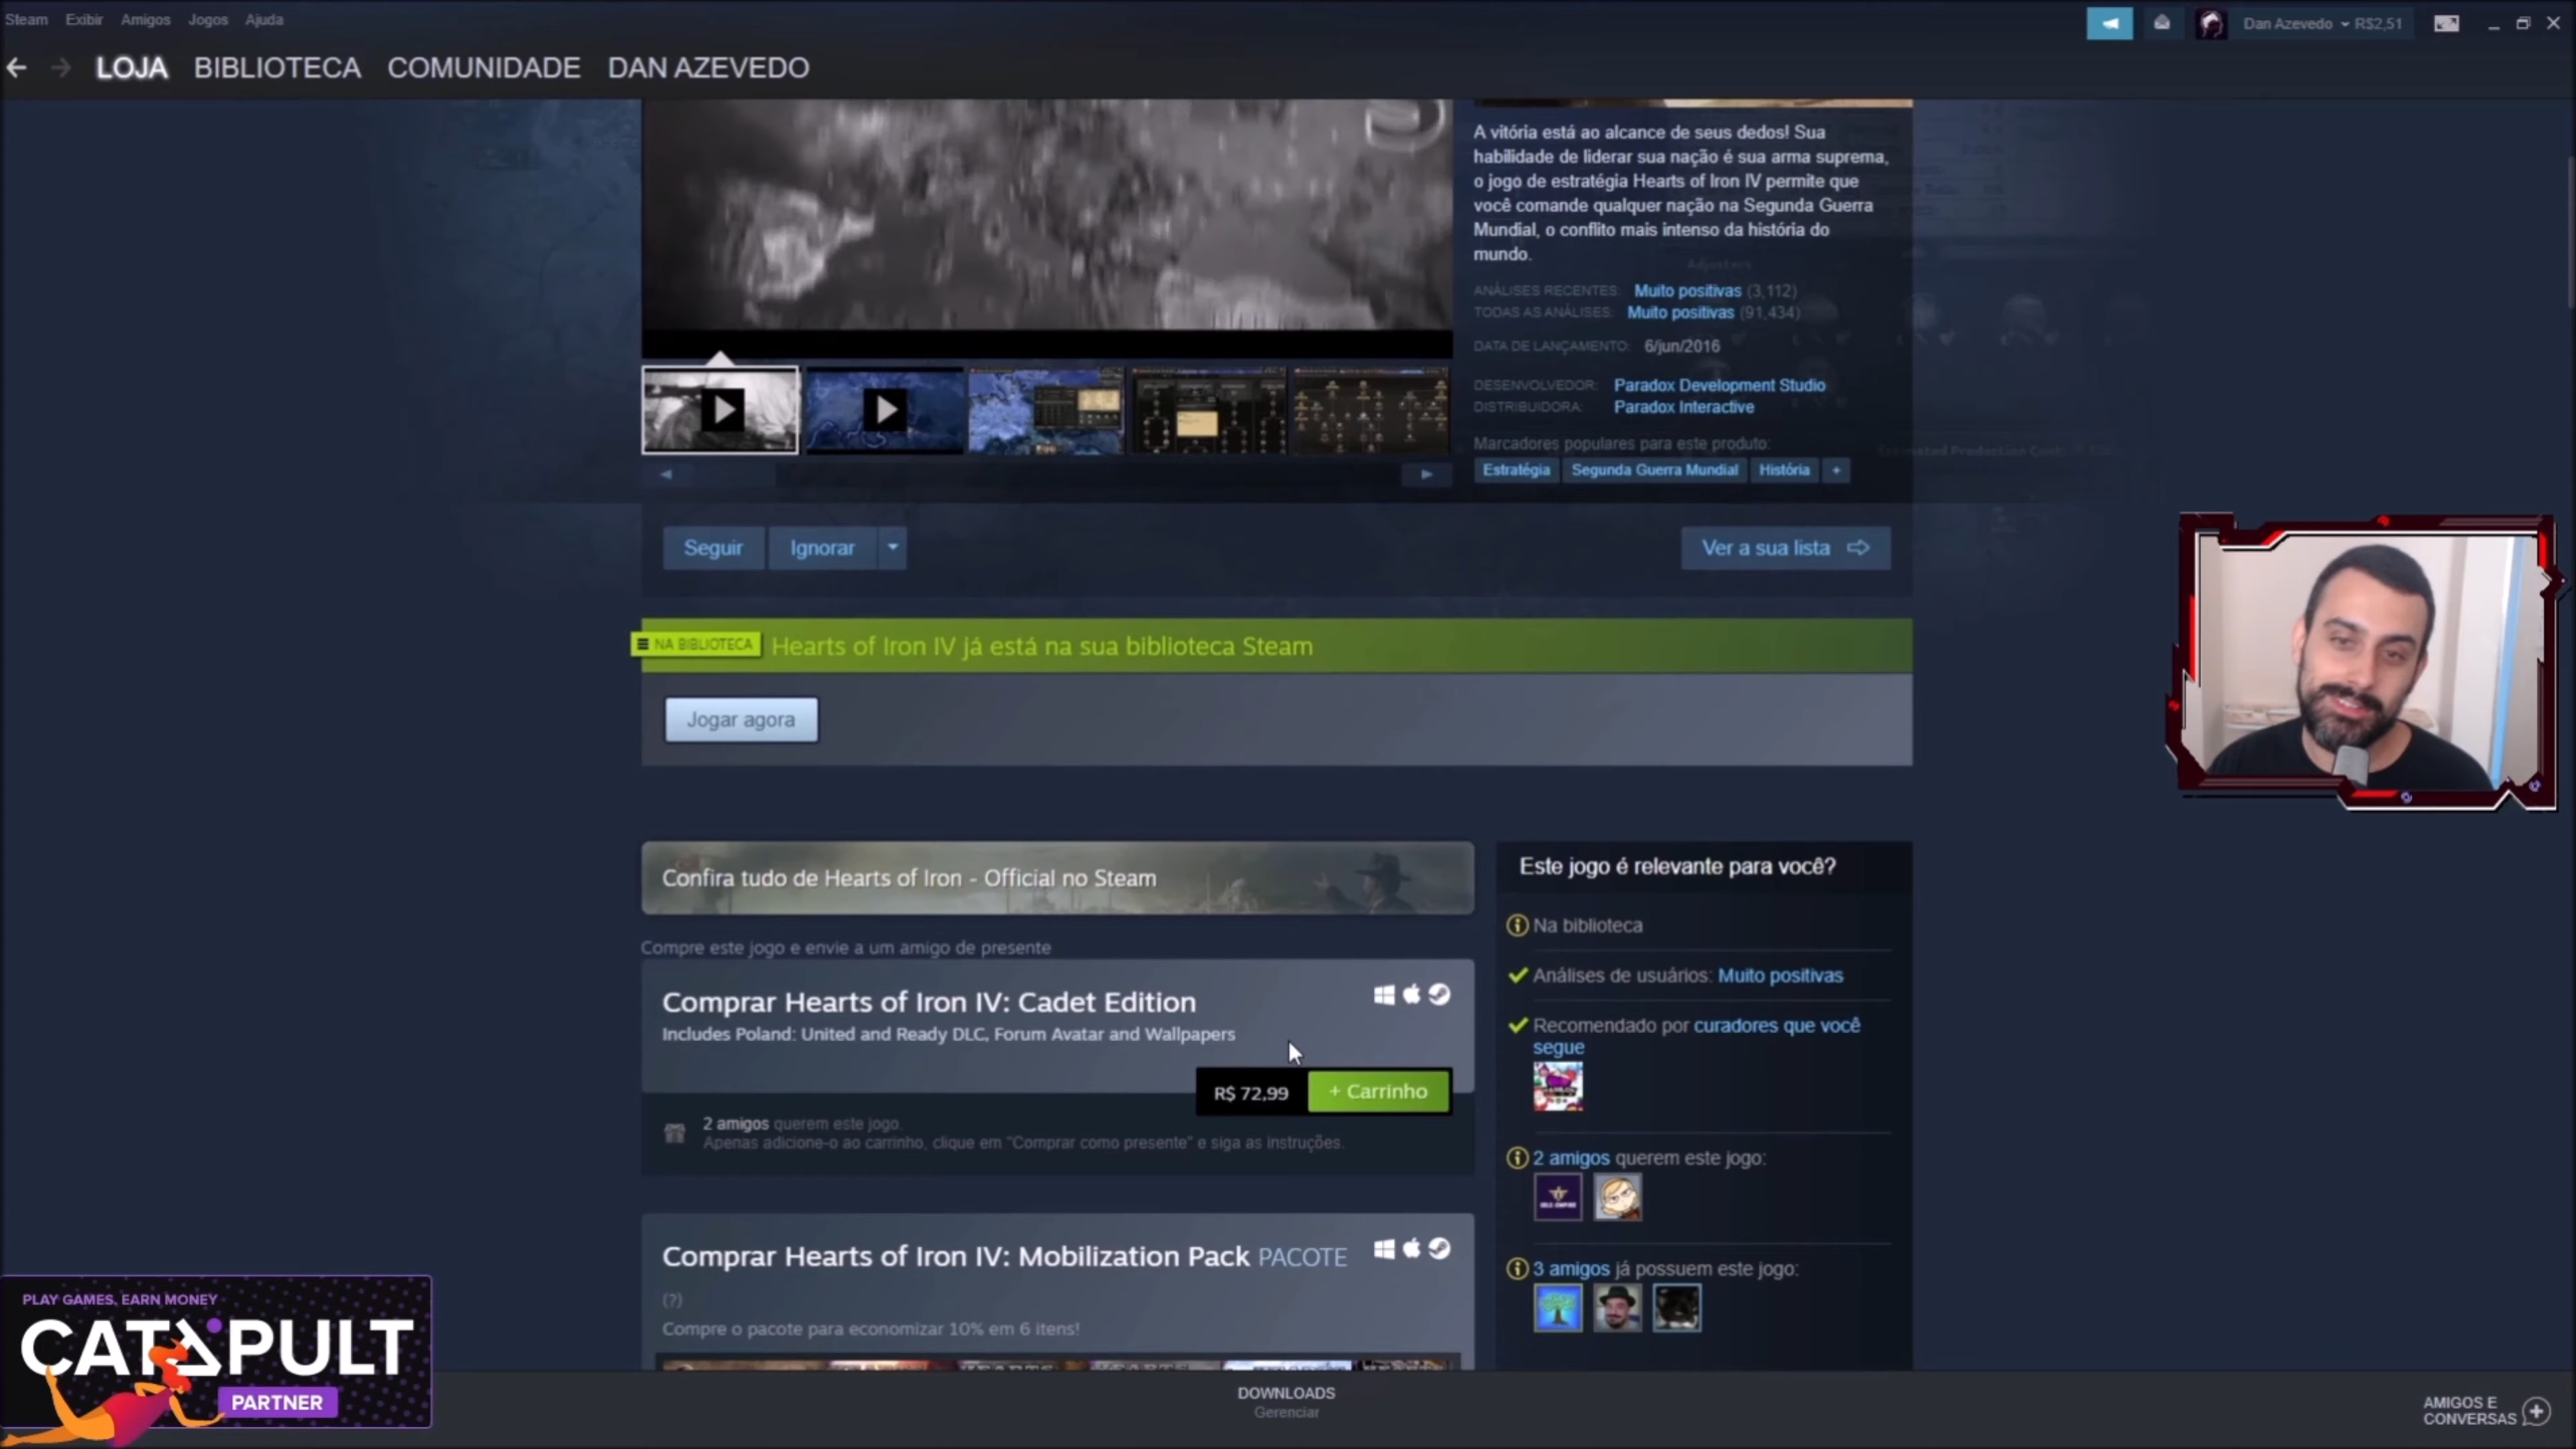 Steam Exibir Amigos Jogos Ajuda
Dan Azevedo R$2,51
LOJA BIBLIOTECA COMUNIDADE DAN AZEVEDO
A vitória está ao alcance de seus dedos! Sua
habilidade de liderar sua nação é sua arma suprema,
o jogo de estratégia Hearts of Iron IV permite que
você comande qualquer nação na Segunda Guerra
Mundial, o conflito mais intenso da história do
mundo.
ANÁLISES RECENTES: Muito positivas (3,112)
TODAS AS ANÁLISES: Muito positivas (91,434)
DATA DE LANÇAMENTO: 6/jun/2016
DESENVOLVEDOR: Paradox Development Studio
DISTRIBUIDORA: Paradox Interactive
Marcadores populares para este produto:
Estratégia Segunda Guerra Mundial História +
Seguir Ignorar
Ver a sua lista
NA BIBLIOTECA Hearts of Iron IV já está na sua biblioteca Steam
Jogar agora
Confira tudo de Hearts of Iron - Official no Steam
Compre este jogo e envie a um amigo de presente
Comprar Hearts of Iron IV: Cadet Edition
Includes Poland: United and Ready DLC, Forum Avatar and Wallpapers
R$ 72,99 + Carrinho
2 amigos querem este jogo.
Apenas adicione-o ao carrinho, clique em "Comprar como presente" e siga as instruções.
Comprar Hearts of Iron IV: Mobilization Pack PACOTE
(?)
Compre o pacote para economizar 10% em 6 itens!
Este jogo é relevante para você?
Na biblioteca
Análises de usuários: Muito positivas
Recomendado por curadores que você
segue
2 amigos querem este jogo:
3 amigos já possuem este jogo:
PLAY GAMES, EARN MONEY
CATAPULT
PARTNER
DOWNLOADS
Gerenciar
AMIGOS E
CONVERSAS